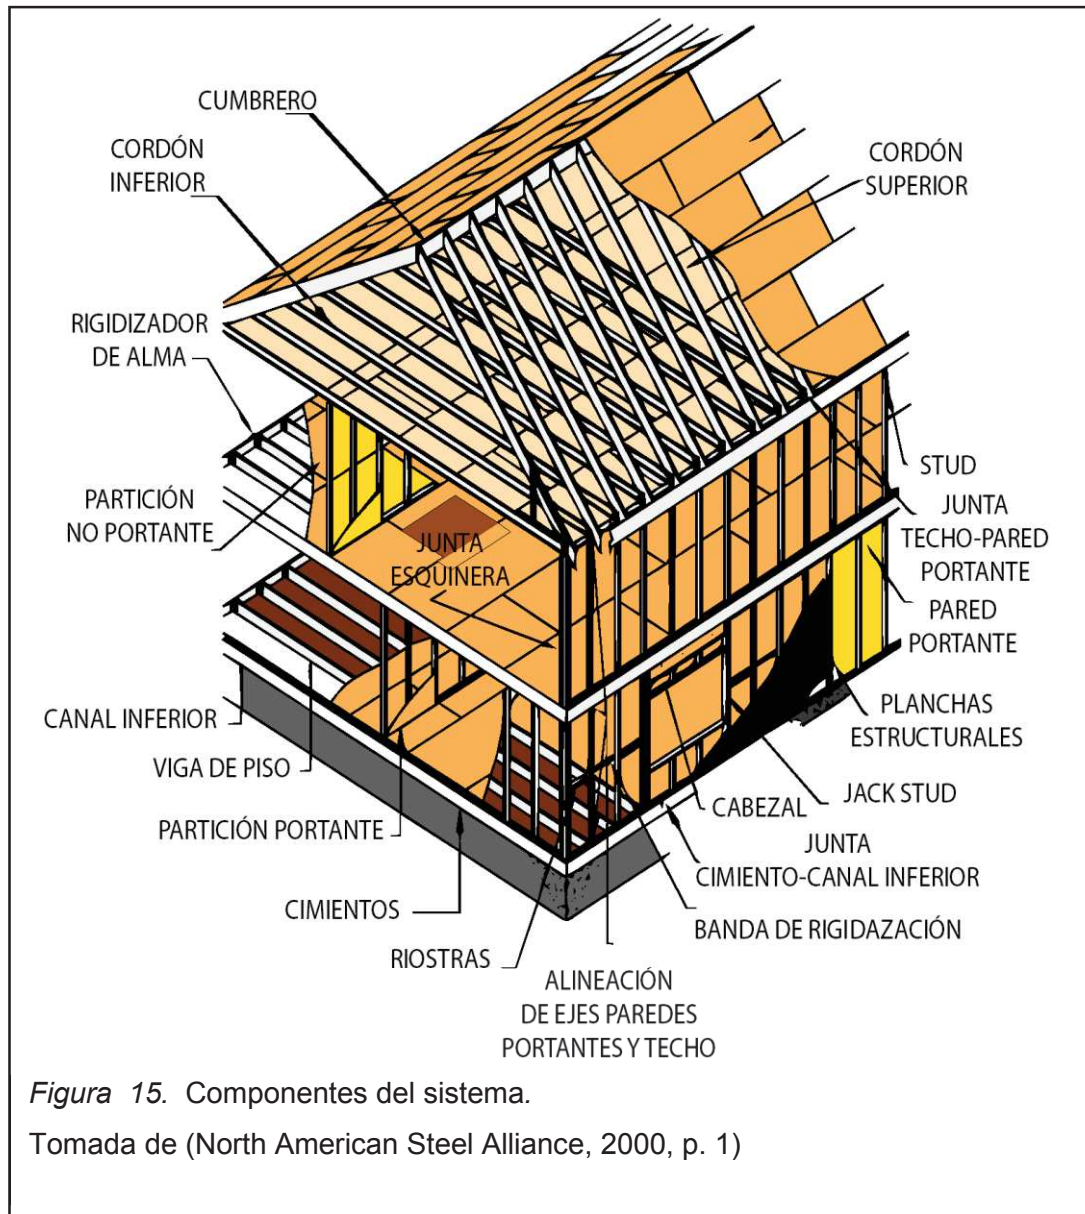 CUMBRERO
CORDÓN
INFERIOR
CORDÓN
SUPERIOR
RIGIDIZADOR
DE ALMA
STUD
PARTICIÓN
NO PORTANTE
JUNTA
TECHO-PARED
PORTANTE
JUNTA
ESQUINERA
PARED
PORTANTE
CANAL INFERIOR
PLANCHAS
ESTRUCTURALES
VIGA DE PISO
JACK STUD
CABEZAL
PARTICIÓN PORTANTE
JUNTA
CIMIENTO-CANAL INFERIOR
CIMIENTOS
BANDA DE RIGIDAZACIÓN
RIOSTRAS
ALINEACIÓN
DE EJES PAREDES
PORTANTES Y TECHO
Figura 15. Componentes del sistema.
Tomada de (North American Steel Alliance, 2000, p. 1)